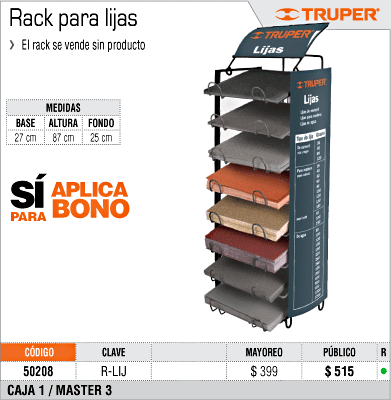 Rack para lijas
› El rack se vende sin producto
TRUPER®
TRUPER
Lijas
TRUPER
Lijas
MEDIDAS
BASE ALTURA FONDO
27 cm 87 cm 25 cm
SÍ APLICA
PARA BONO
CÓDIGO CLAVE MAYOREO PÚBLICO R
50208 R-LIJ $ 399 $ 515
CAJA 1 / MASTER 3